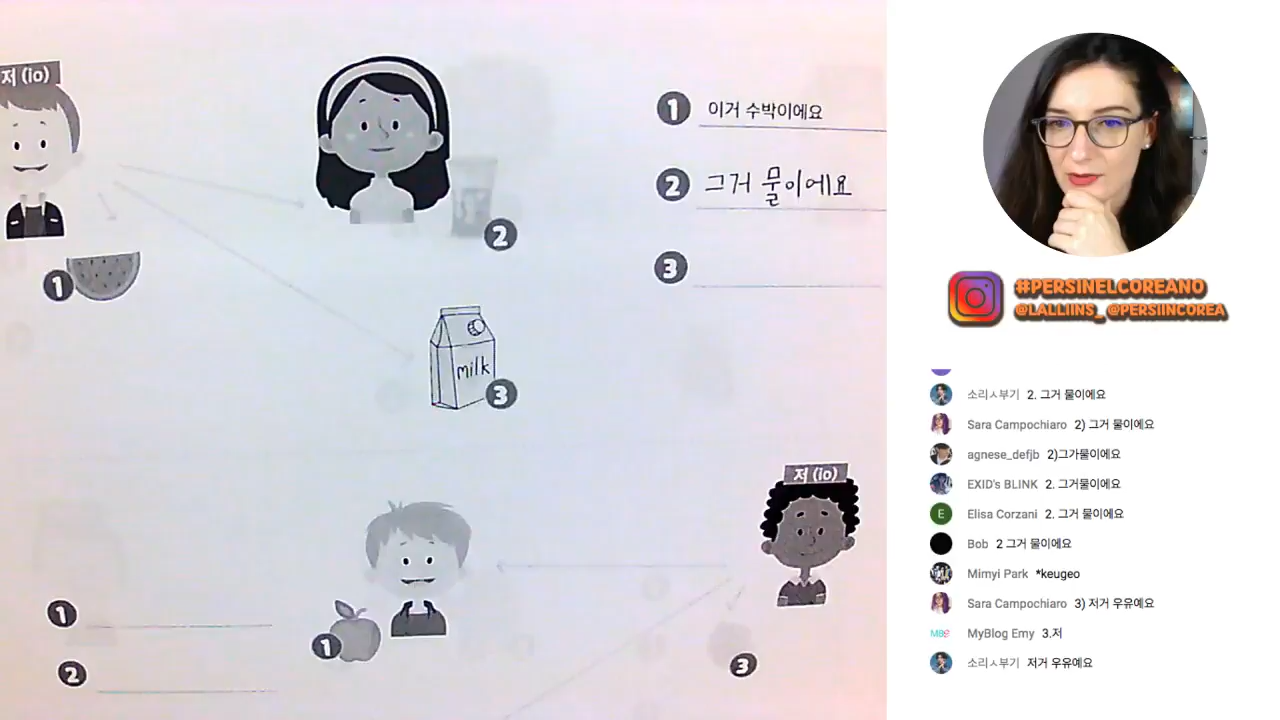 저 (io)
1 이거 수박이에요
2 그거 물이에요
3
2
1
milk
3
저 (io)
1
2
1
3
#PERSINELCOREANO
@LALLIINS_ @PERSIINCOREA
소리ㅅ부기 2. 그거 물이에요
Sara Campochiaro 2) 그거 물이에요
agnese_defjb 2)그가물이에요
EXID's BLINK 2. 그거물이에요
E Elisa Corzani 2. 그거 물이에요
Bob 2 그거 물이에요
Mimyi Park *keugeo
Sara Campochiaro 3) 저거 우유예요
MBE MyBlog Emy 3.저
소리ㅅ부기 저거 우유예요